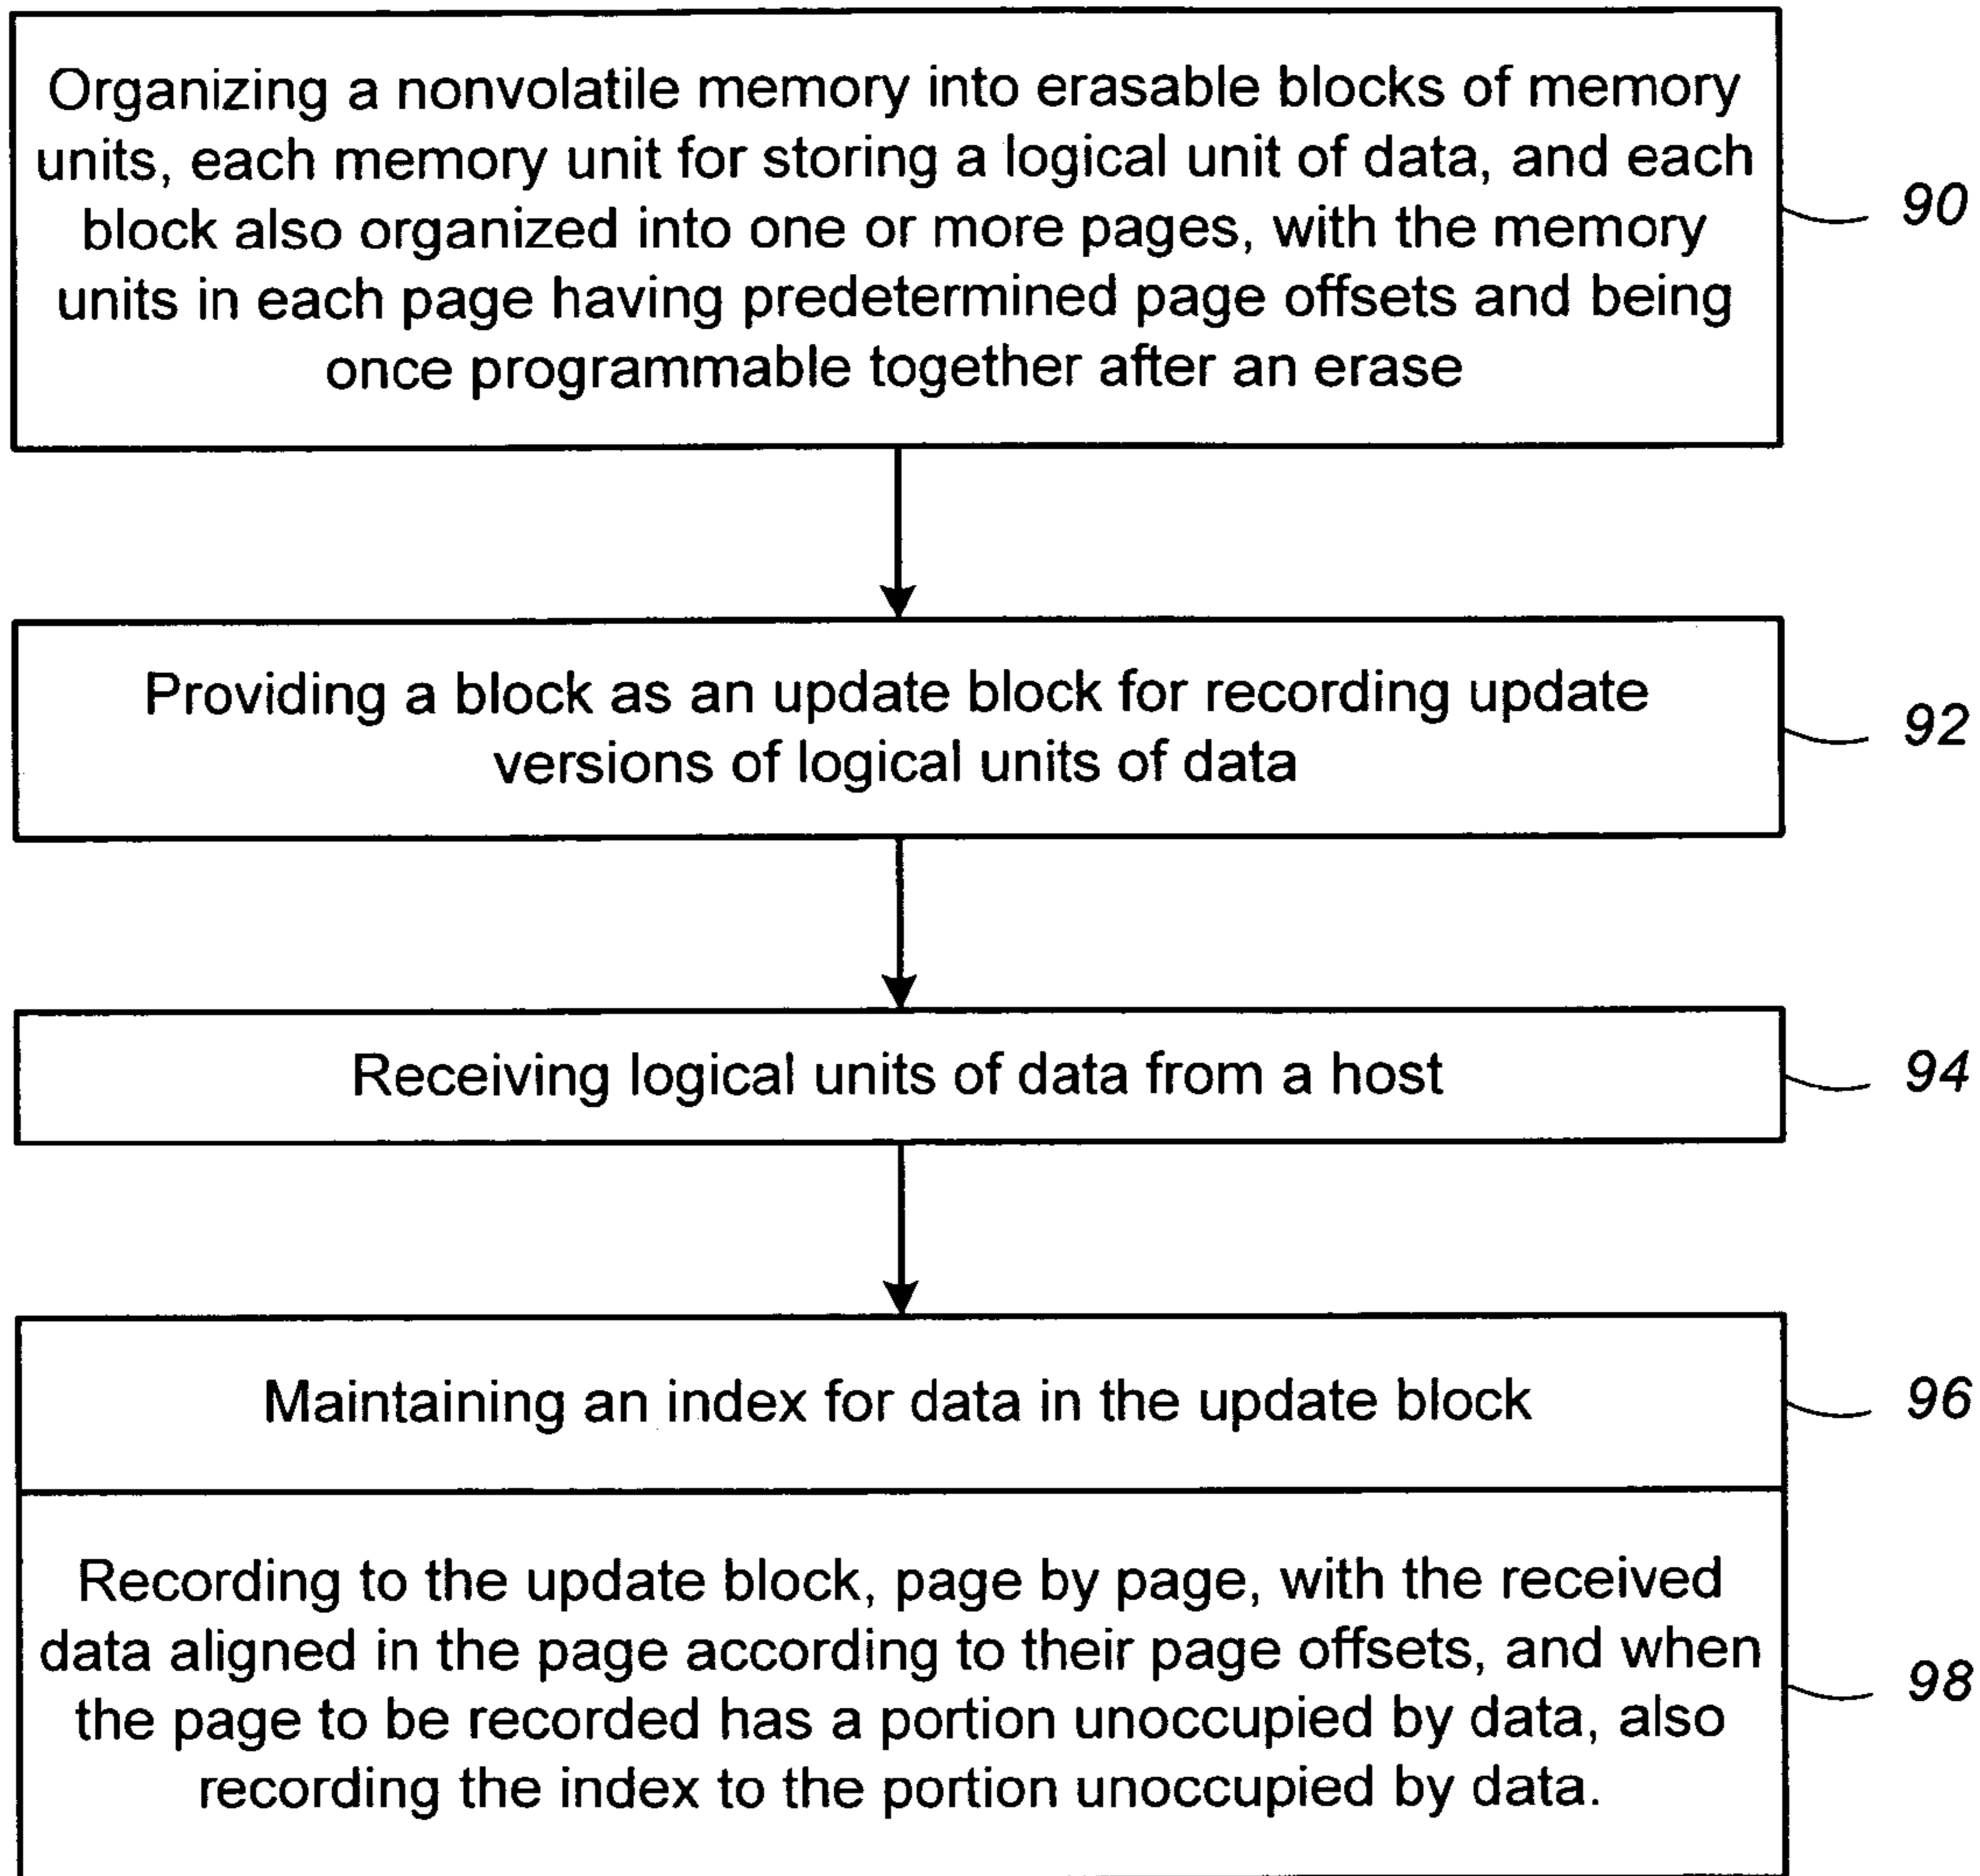 Organizing a nonvolatile memory into erasable blocks of memory
units, each memory unit for storing a logical unit of data, and each
block also organized into one or more pages, with the memory
units in each page having predetermined page offsets and being
once programmable together after an erase
90
Providing a block as an update block for recording update
versions of logical units of data
92
Receiving logical units of data from a host
94
Maintaining an index for data in the update block
96
Recording to the update block, page by page, with the received
data aligned in the page according to their page offsets, and when
the page to be recorded has a portion unoccupied by data, also
recording the index to the portion unoccupied by data.
98